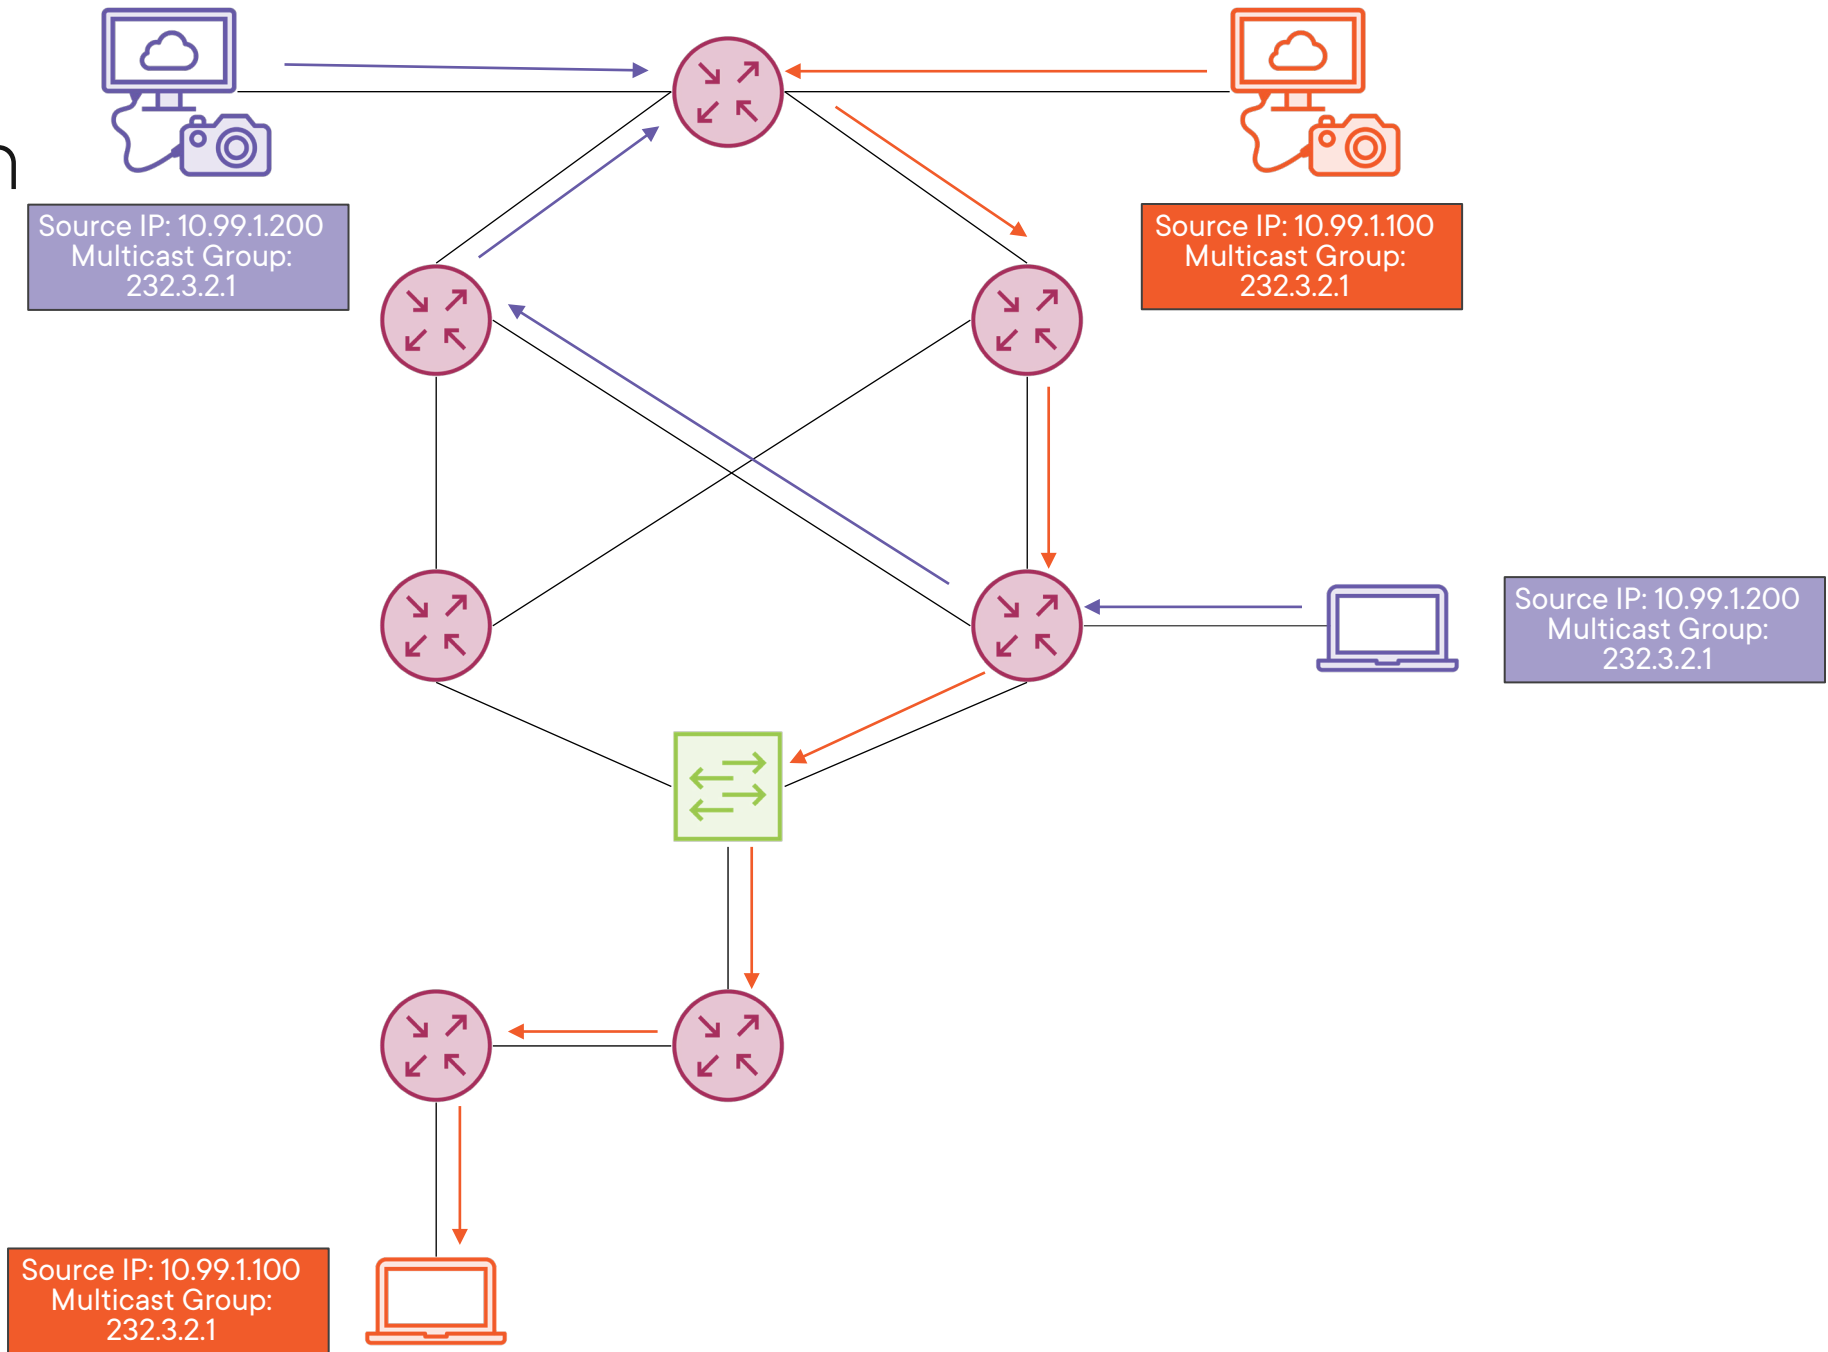 n
Source IP: 10.99.1.200
Multicast Group:
232.3.2.1
Source IP: 10.99.1.100
Multicast Group:
232.3.2.1
Source IP: 10.99.1.200
Multicast Group:
232.3.2.1
Source IP: 10.99.1.100
Multicast Group:
232.3.2.1